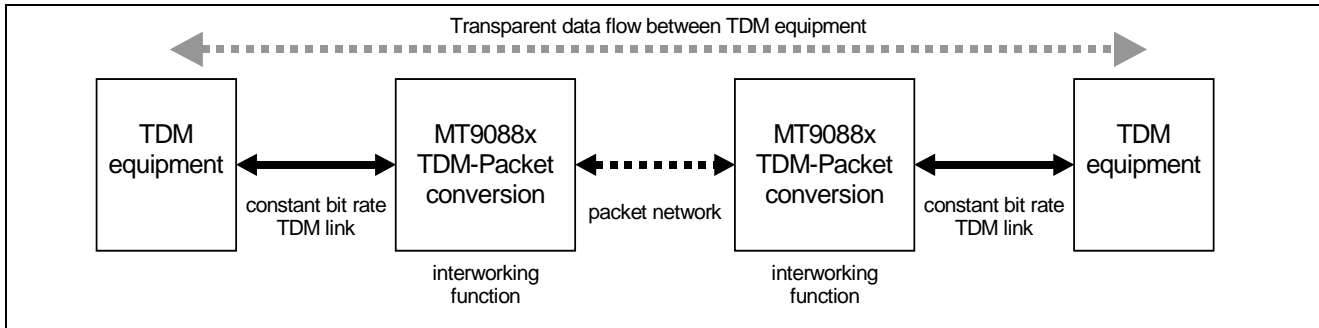 Transparent data flow between TDM equipment
TDM
equipment
constant bit rate
TDM link
MT9088x
TDM-Packet
conversion
interworking
function
packet network
MT9088x
TDM-Packet
conversion
interworking
function
constant bit rate
TDM link
TDM
equipment